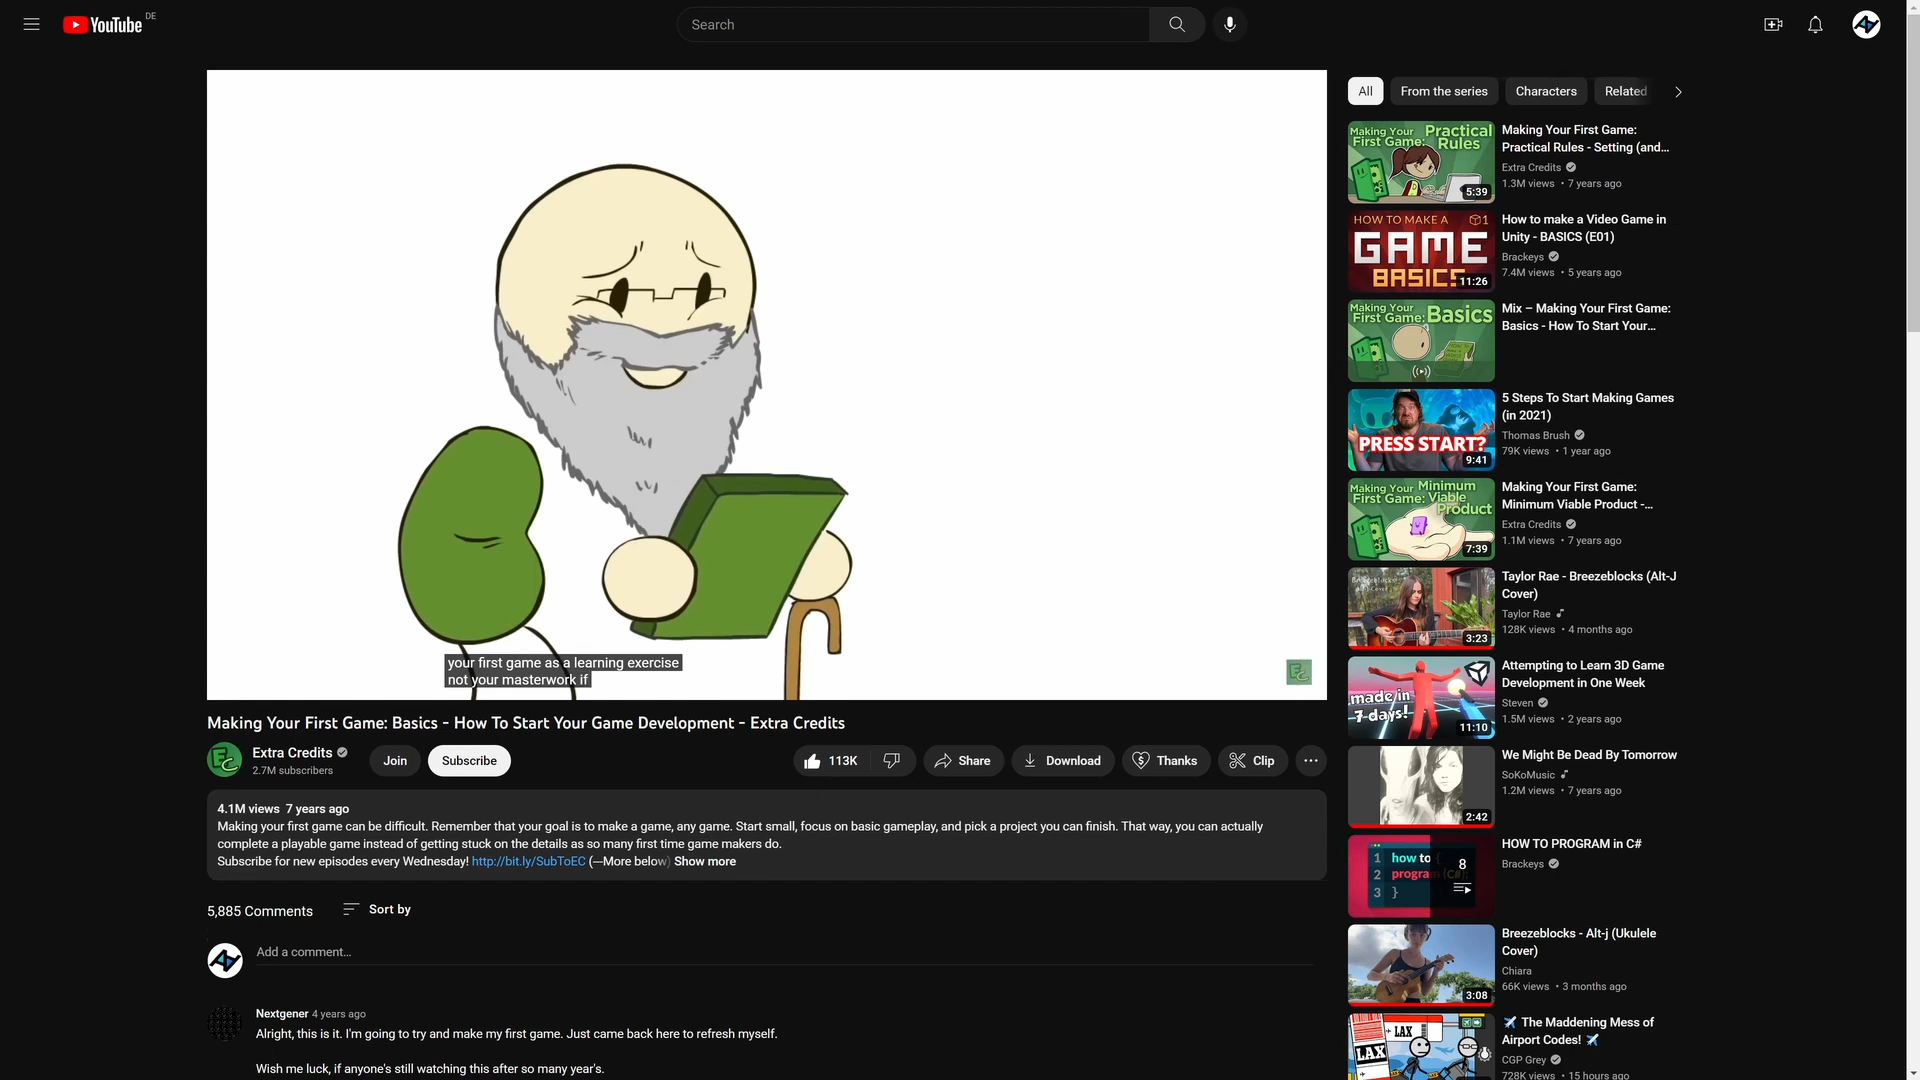 YouTube DE
Search
your first game as a learning exercise
not your masterwork if
EC
Making Your First Game: Basics - How To Start Your Game Development - Extra Credits
Extra Credits
2.7M subscribers
Join
Subscribe
113K
Share
Download
Thanks
Clip
4.1M views 7 years ago
Making your first game can be difficult. Remember that your goal is to make a game, any game. Start small, focus on basic gameplay, and pick a project you can finish. That way, you can actually
complete a playable game instead of getting stuck on the details as so many first time game makers do.
Subscribe for new episodes every Wednesday! http://bit.ly/SubToEC (---More below) Show more
5,885 Comments
Sort by
Add a comment...
Nextgener 4 years ago
Alright, this is it. I'm going to try and make my first game. Just came back here to refresh myself.
Wish me luck, if anyone's still watching this after so many year's.
All
From the series
Characters
Related
Making Your First Game: Practical Rules
5:39
Making Your First Game:
Practical Rules - Setting (and...
Extra Credits
1.3M views • 7 years ago
HOW TO MAKE A 1
GAME
BASICS
11:26
How to make a Video Game in
Unity - BASICS (E01)
Brackeys
7.4M views • 5 years ago
Making Your First Game: Basics
Mix – Making Your First Game:
Basics - How To Start Your...
PRESS START?
9:41
5 Steps To Start Making Games
(in 2021)
Thomas Brush
79K views • 1 year ago
Making Your First Game: Minimum Viable Product
7:39
Making Your First Game:
Minimum Viable Product -...
Extra Credits
1.1M views • 7 years ago
3:23
Taylor Rae - Breezeblocks (Alt-J
Cover)
Taylor Rae
128K views • 4 months ago
made in
7 days!
11:10
Attempting to Learn 3D Game
Development in One Week
Steven
1.5M views • 2 years ago
2:42
We Might Be Dead By Tomorrow
SoKoMusic
1.2M views • 7 years ago
1 how to {
2 program (C#);
3 }
8
HOW TO PROGRAM in C#
Brackeys
3:08
Breezeblocks - Alt-j (Ukulele
Cover)
Chiara
66K views • 3 months ago
LAX
LAX
✈️ The Maddening Mess of
Airport Codes! ✈️
CGP Grey
728K views • 15 hours ago